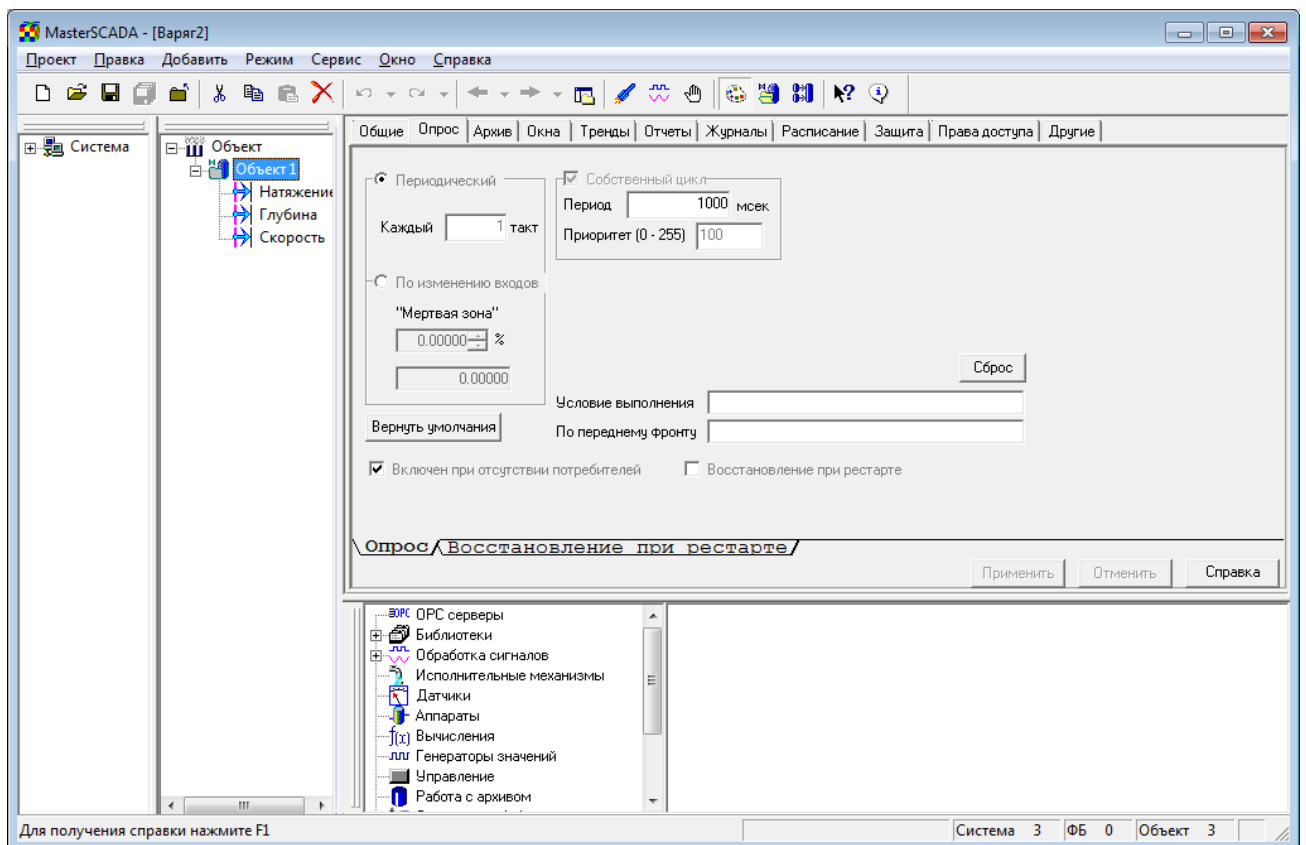 MasterSCADA - [Варяг2]
Проект Правка Добавить Режим Сервис Окно Справка
Общие Опрос Архив Окна Тренды Отчеты Журналы Расписание Защита Права доступа Другие
Система
Объект
Объект1
Натяжение
Глубина
Скорость
Периодический
Каждый 1 такт
Собственный цикл
Период 1000 мсек
Приоритет (0 - 255) 100
По изменению входов
"Мертвая зона"
0.00000 %
0.00000
Сброс
Условие выполнения
Вернуть умолчания
По переднему фронту
Включен при отсутствии потребителей Восстановление при рестарте
Опрос Восстановление при рестарте
Применить Отменить Справка
OPC OPC серверы
Библиотеки
Обработка сигналов
Исполнительные механизмы
Датчики
Аппараты
f(x) Вычисления
Генераторы значений
Управление
Работа с архивом
Для получения справки нажмите F1
Система 3 ФБ 0 Объект 3